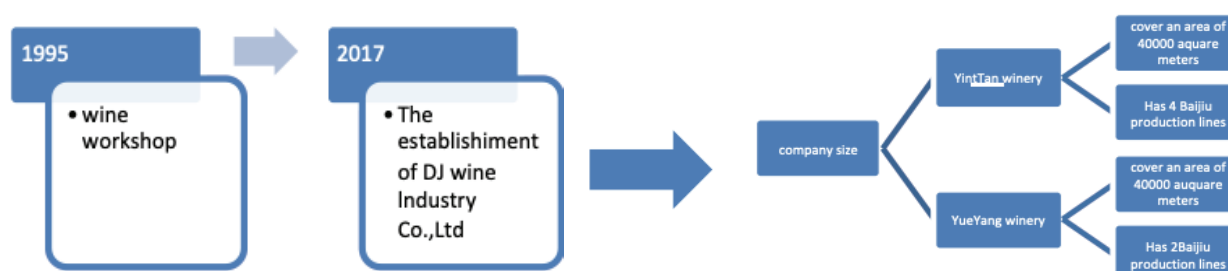 1995
• wine
workshop
2017
• The
establishiment
of DJ wine
Industry
Co.,Ltd
company size
YintTan winery
cover an area of
40000 aquare
meters
Has 4 Baijiu
production lines
YueYang winery
cover an area of
40000 auquare
meters
Has 2Baijiu
production lines